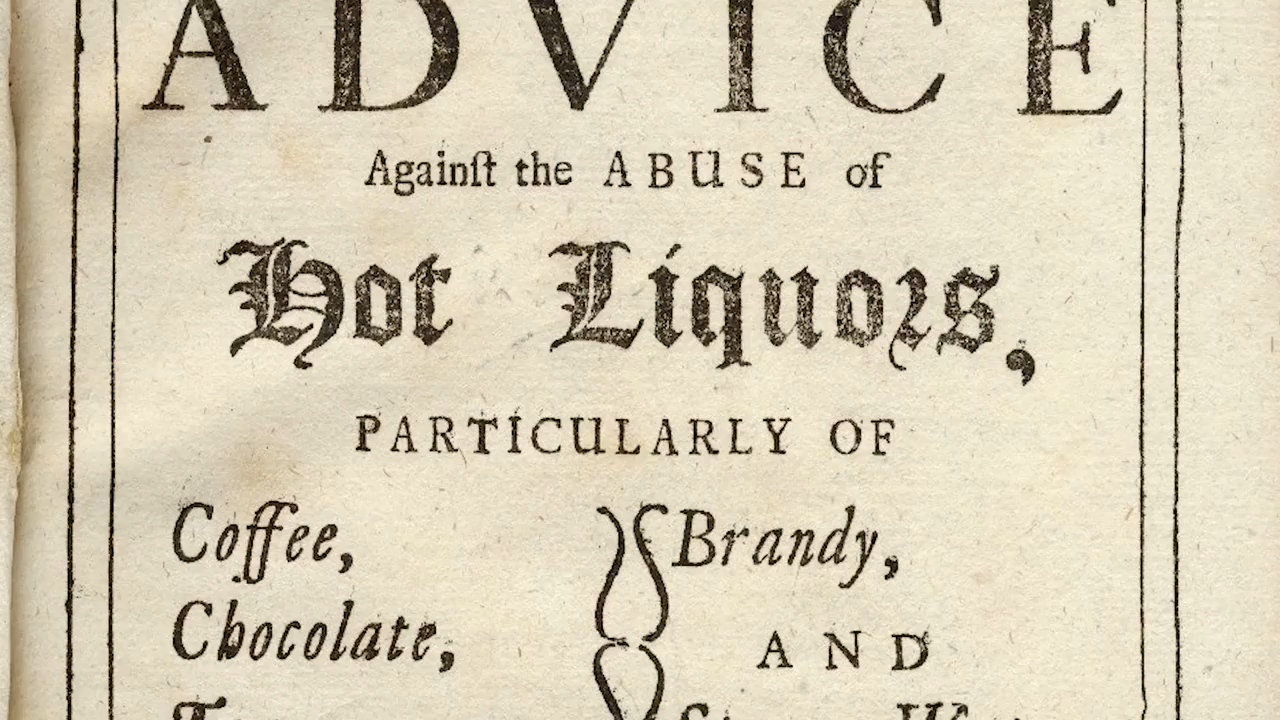 ADVICE
Againſt the ABUSE of
Hot Liquors,
PARTICULARLY OF
Coffee,
Chocolate,
Brandy,
AND